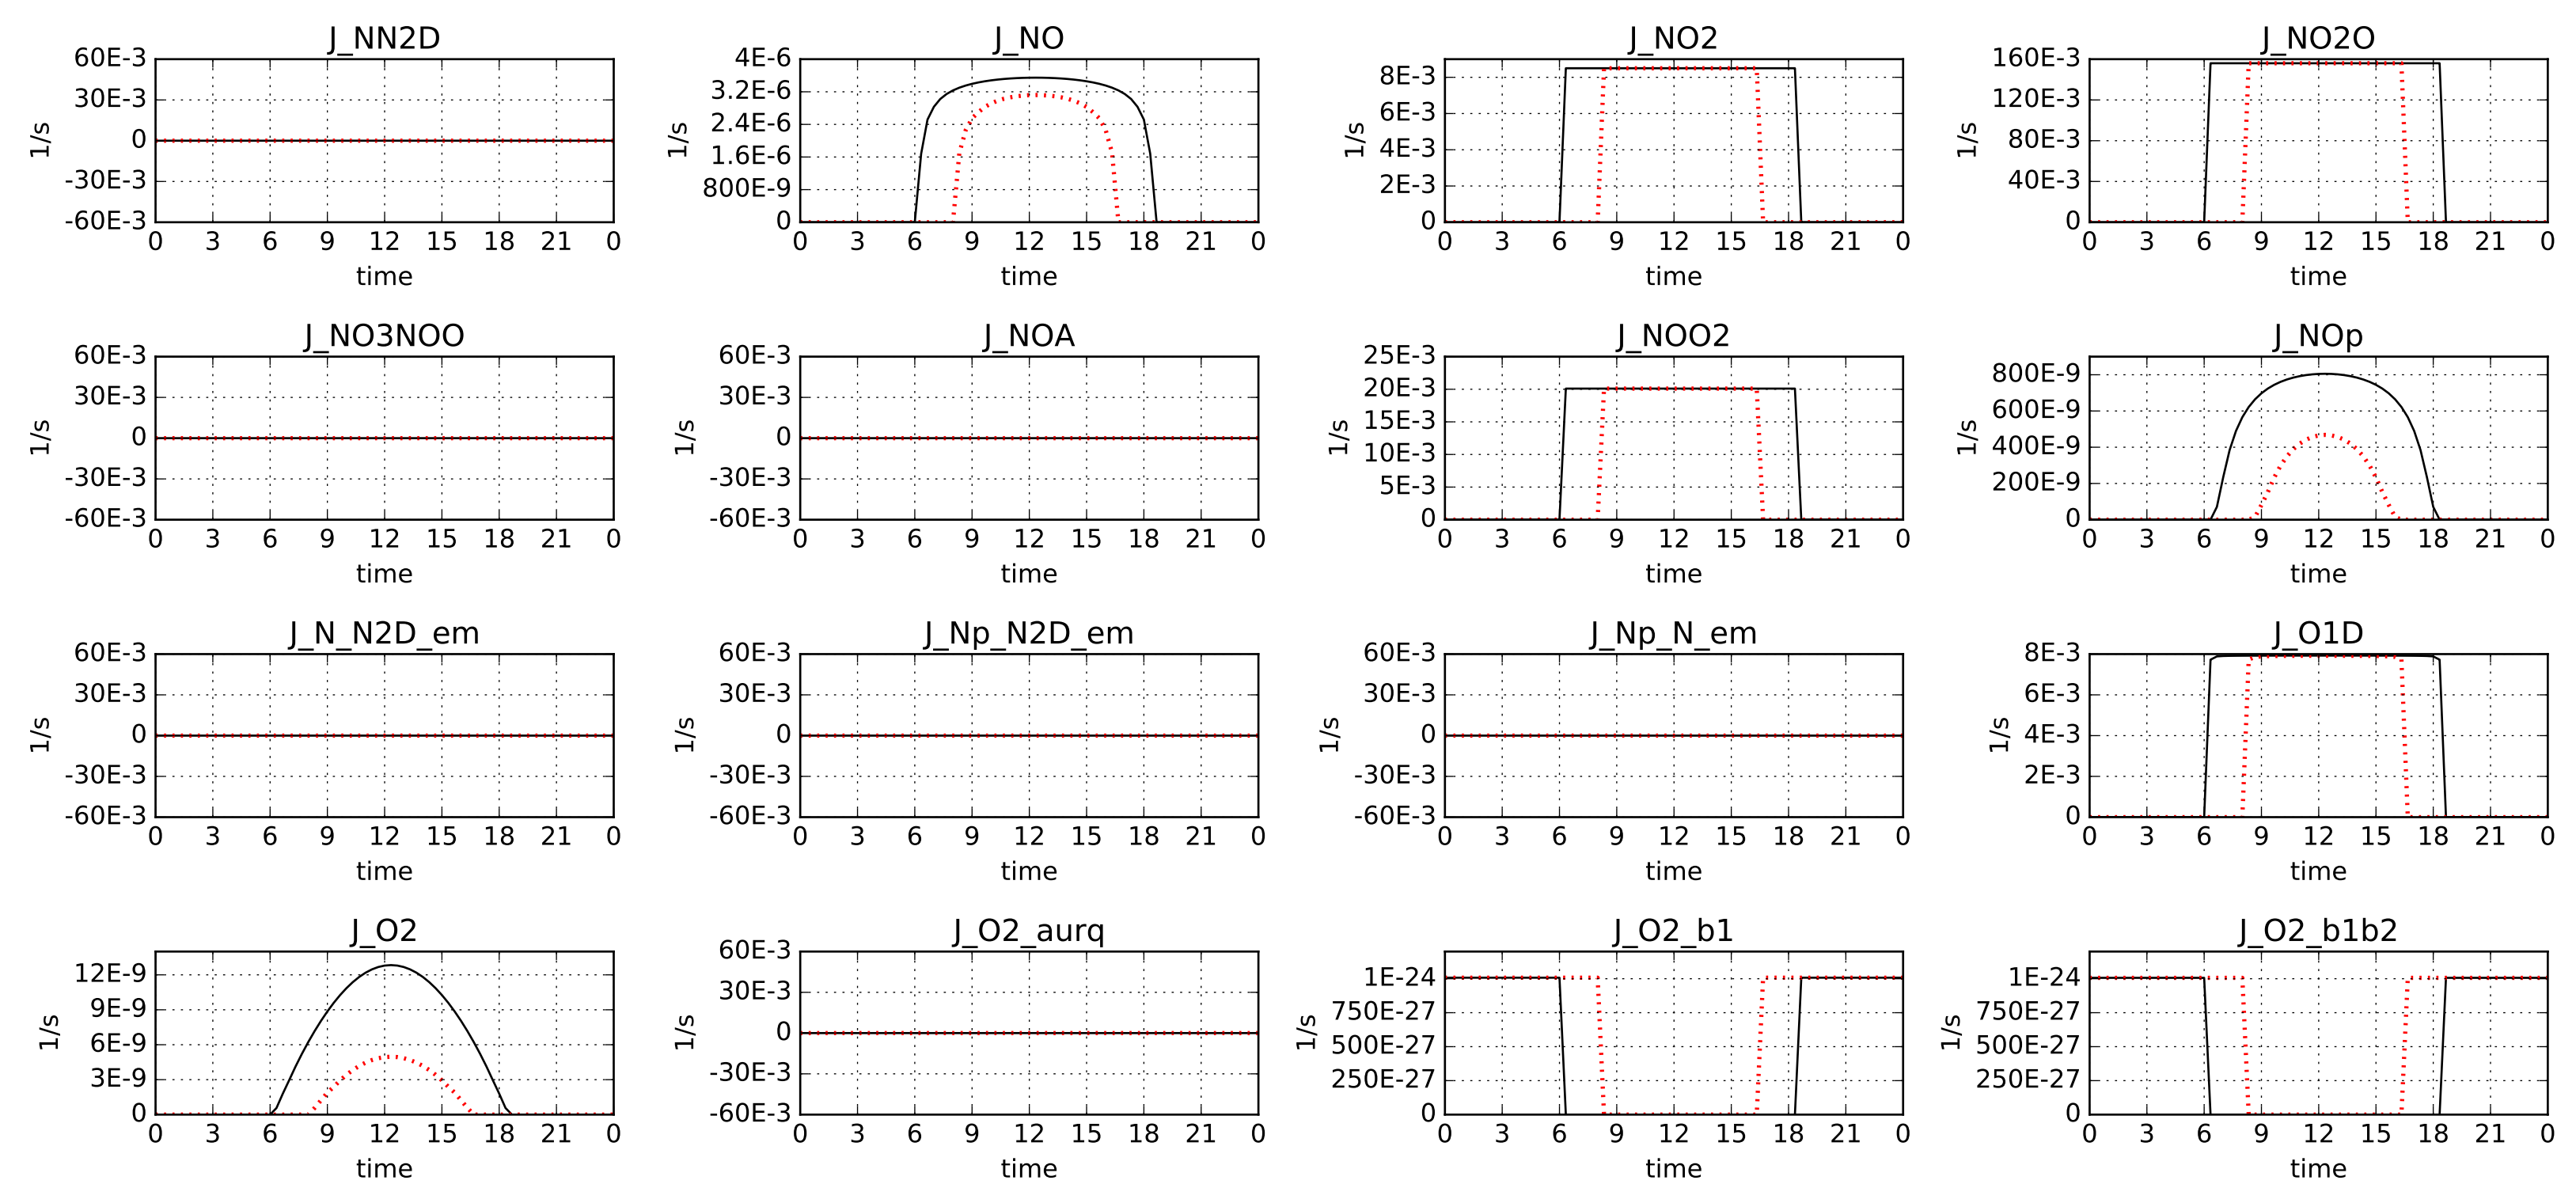 J_NN2D
60E-3
30E-3
0
-30E-3
-60E-3
1/s
0 3 6 9 12 15 18 21 0
time
J_NO
4E-6
3.2E-6
2.4E-6
1.6E-6
800E-9
0
1/s
0 3 6 9 12 15 18 21 0
time
J_NO2
8E-3
6E-3
4E-3
2E-3
0
1/s
0 3 6 9 12 15 18 21 0
time
J_NO2O
160E-3
120E-3
80E-3
40E-3
0
1/s
0 3 6 9 12 15 18 21 0
time
J_NO3NOO
60E-3
30E-3
0
-30E-3
-60E-3
1/s
0 3 6 9 12 15 18 21 0
time
J_NOA
60E-3
30E-3
0
-30E-3
-60E-3
1/s
0 3 6 9 12 15 18 21 0
time
J_NOO2
25E-3
20E-3
15E-3
10E-3
5E-3
0
1/s
0 3 6 9 12 15 18 21 0
time
J_NOp
800E-9
600E-9
400E-9
200E-9
0
1/s
0 3 6 9 12 15 18 21 0
time
J_N_N2D_em
60E-3
30E-3
0
-30E-3
-60E-3
1/s
0 3 6 9 12 15 18 21 0
time
J_Np_N2D_em
60E-3
30E-3
0
-30E-3
-60E-3
1/s
0 3 6 9 12 15 18 21 0
time
J_Np_N_em
60E-3
30E-3
0
-30E-3
-60E-3
1/s
0 3 6 9 12 15 18 21 0
time
J_O1D
8E-3
6E-3
4E-3
2E-3
0
1/s
0 3 6 9 12 15 18 21 0
time
J_O2
12E-9
9E-9
6E-9
3E-9
0
1/s
0 3 6 9 12 15 18 21 0
time
J_O2_aurq
60E-3
30E-3
0
-30E-3
-60E-3
1/s
0 3 6 9 12 15 18 21 0
time
J_O2_b1
1E-24
750E-27
500E-27
250E-27
0
1/s
0 3 6 9 12 15 18 21 0
time
J_O2_b1b2
1E-24
750E-27
500E-27
250E-27
0
1/s
0 3 6 9 12 15 18 21 0
time